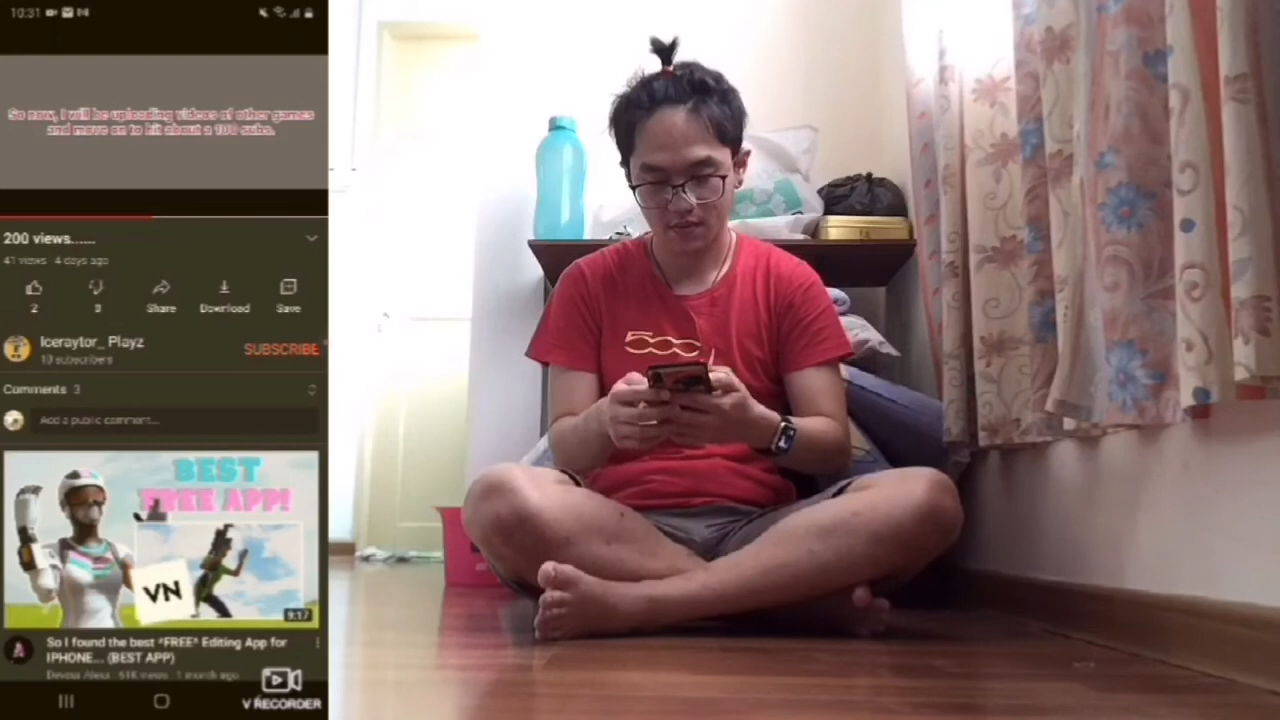 10:31
So now, I will be uploading videos of other games
and move on to hit about a 100 subs.
200 views......
41 views 4 days ago
2
0
Share
Download
Save
Iceraytor_ Playz
SUBSCRIBE
10 subscribers
Comments 3
Add a public comment...
BEST
FREE APP!
VN
9:17
So I found the best *FREE* Editing App for
IPHONE... (BEST APP)
61K views 1 month ago
V RECORDER
500